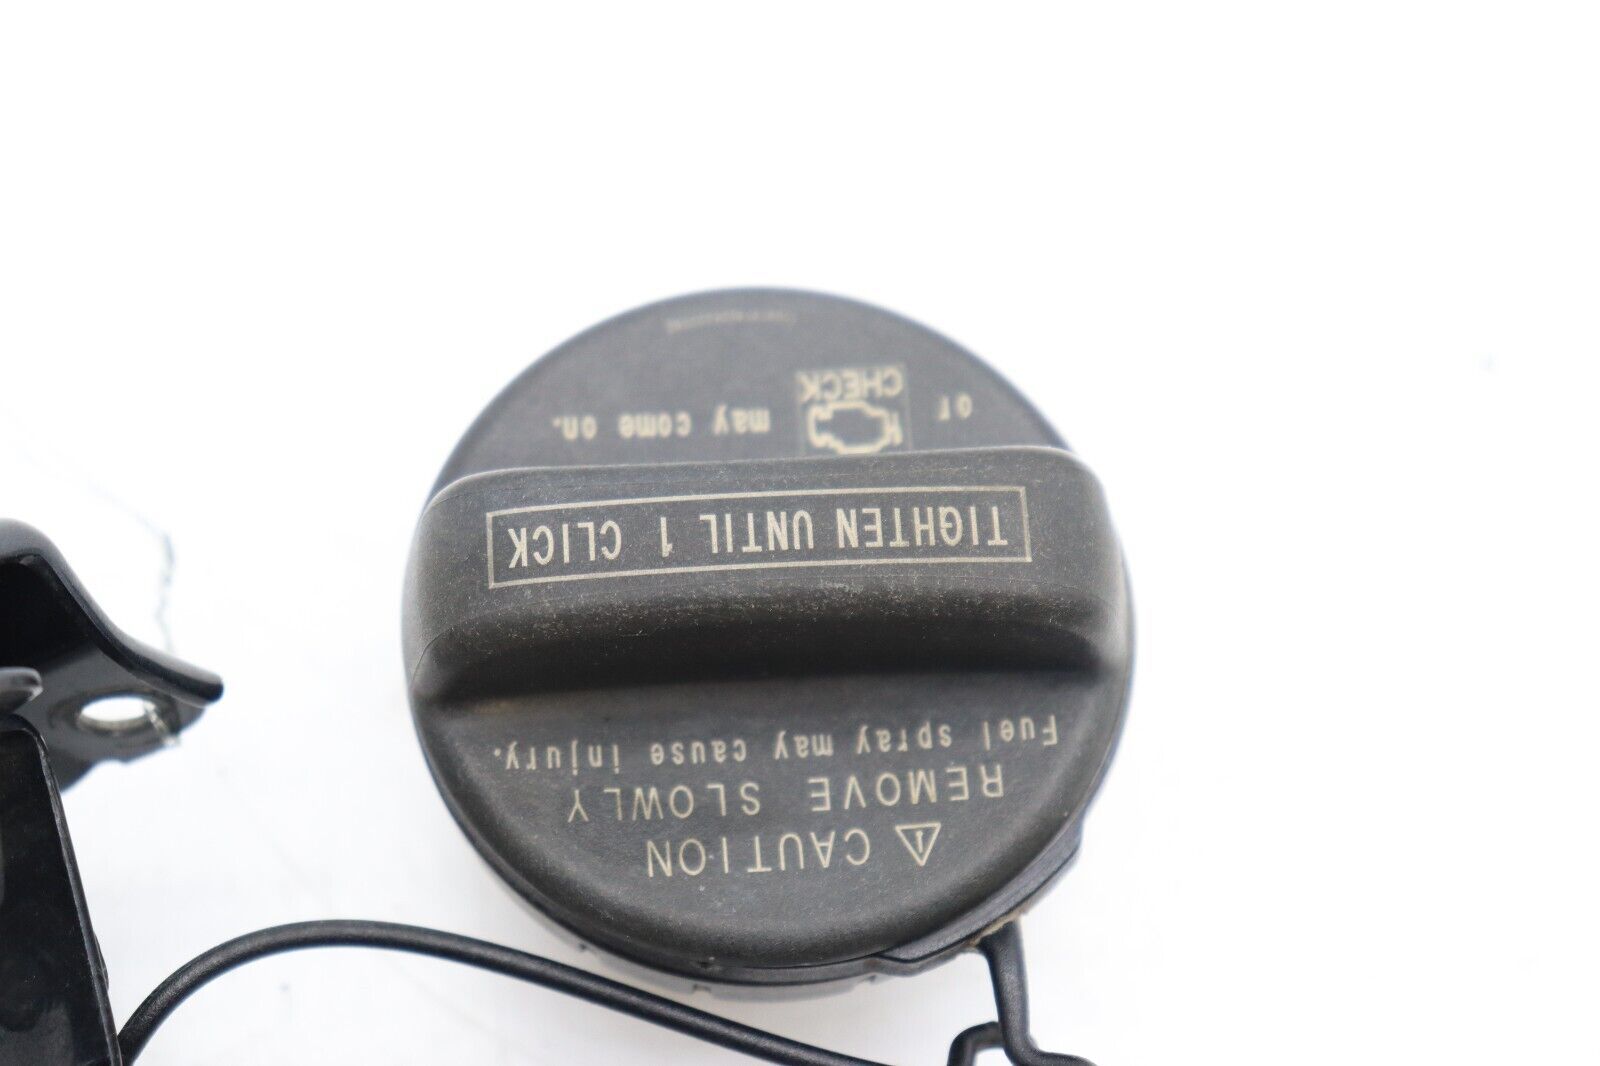 ⚠ CAUTION
REMOVE SLOWLY
Fuel spray may cause injury.
TIGHTEN UNTIL 1 CLICK
or CHECK may come on.